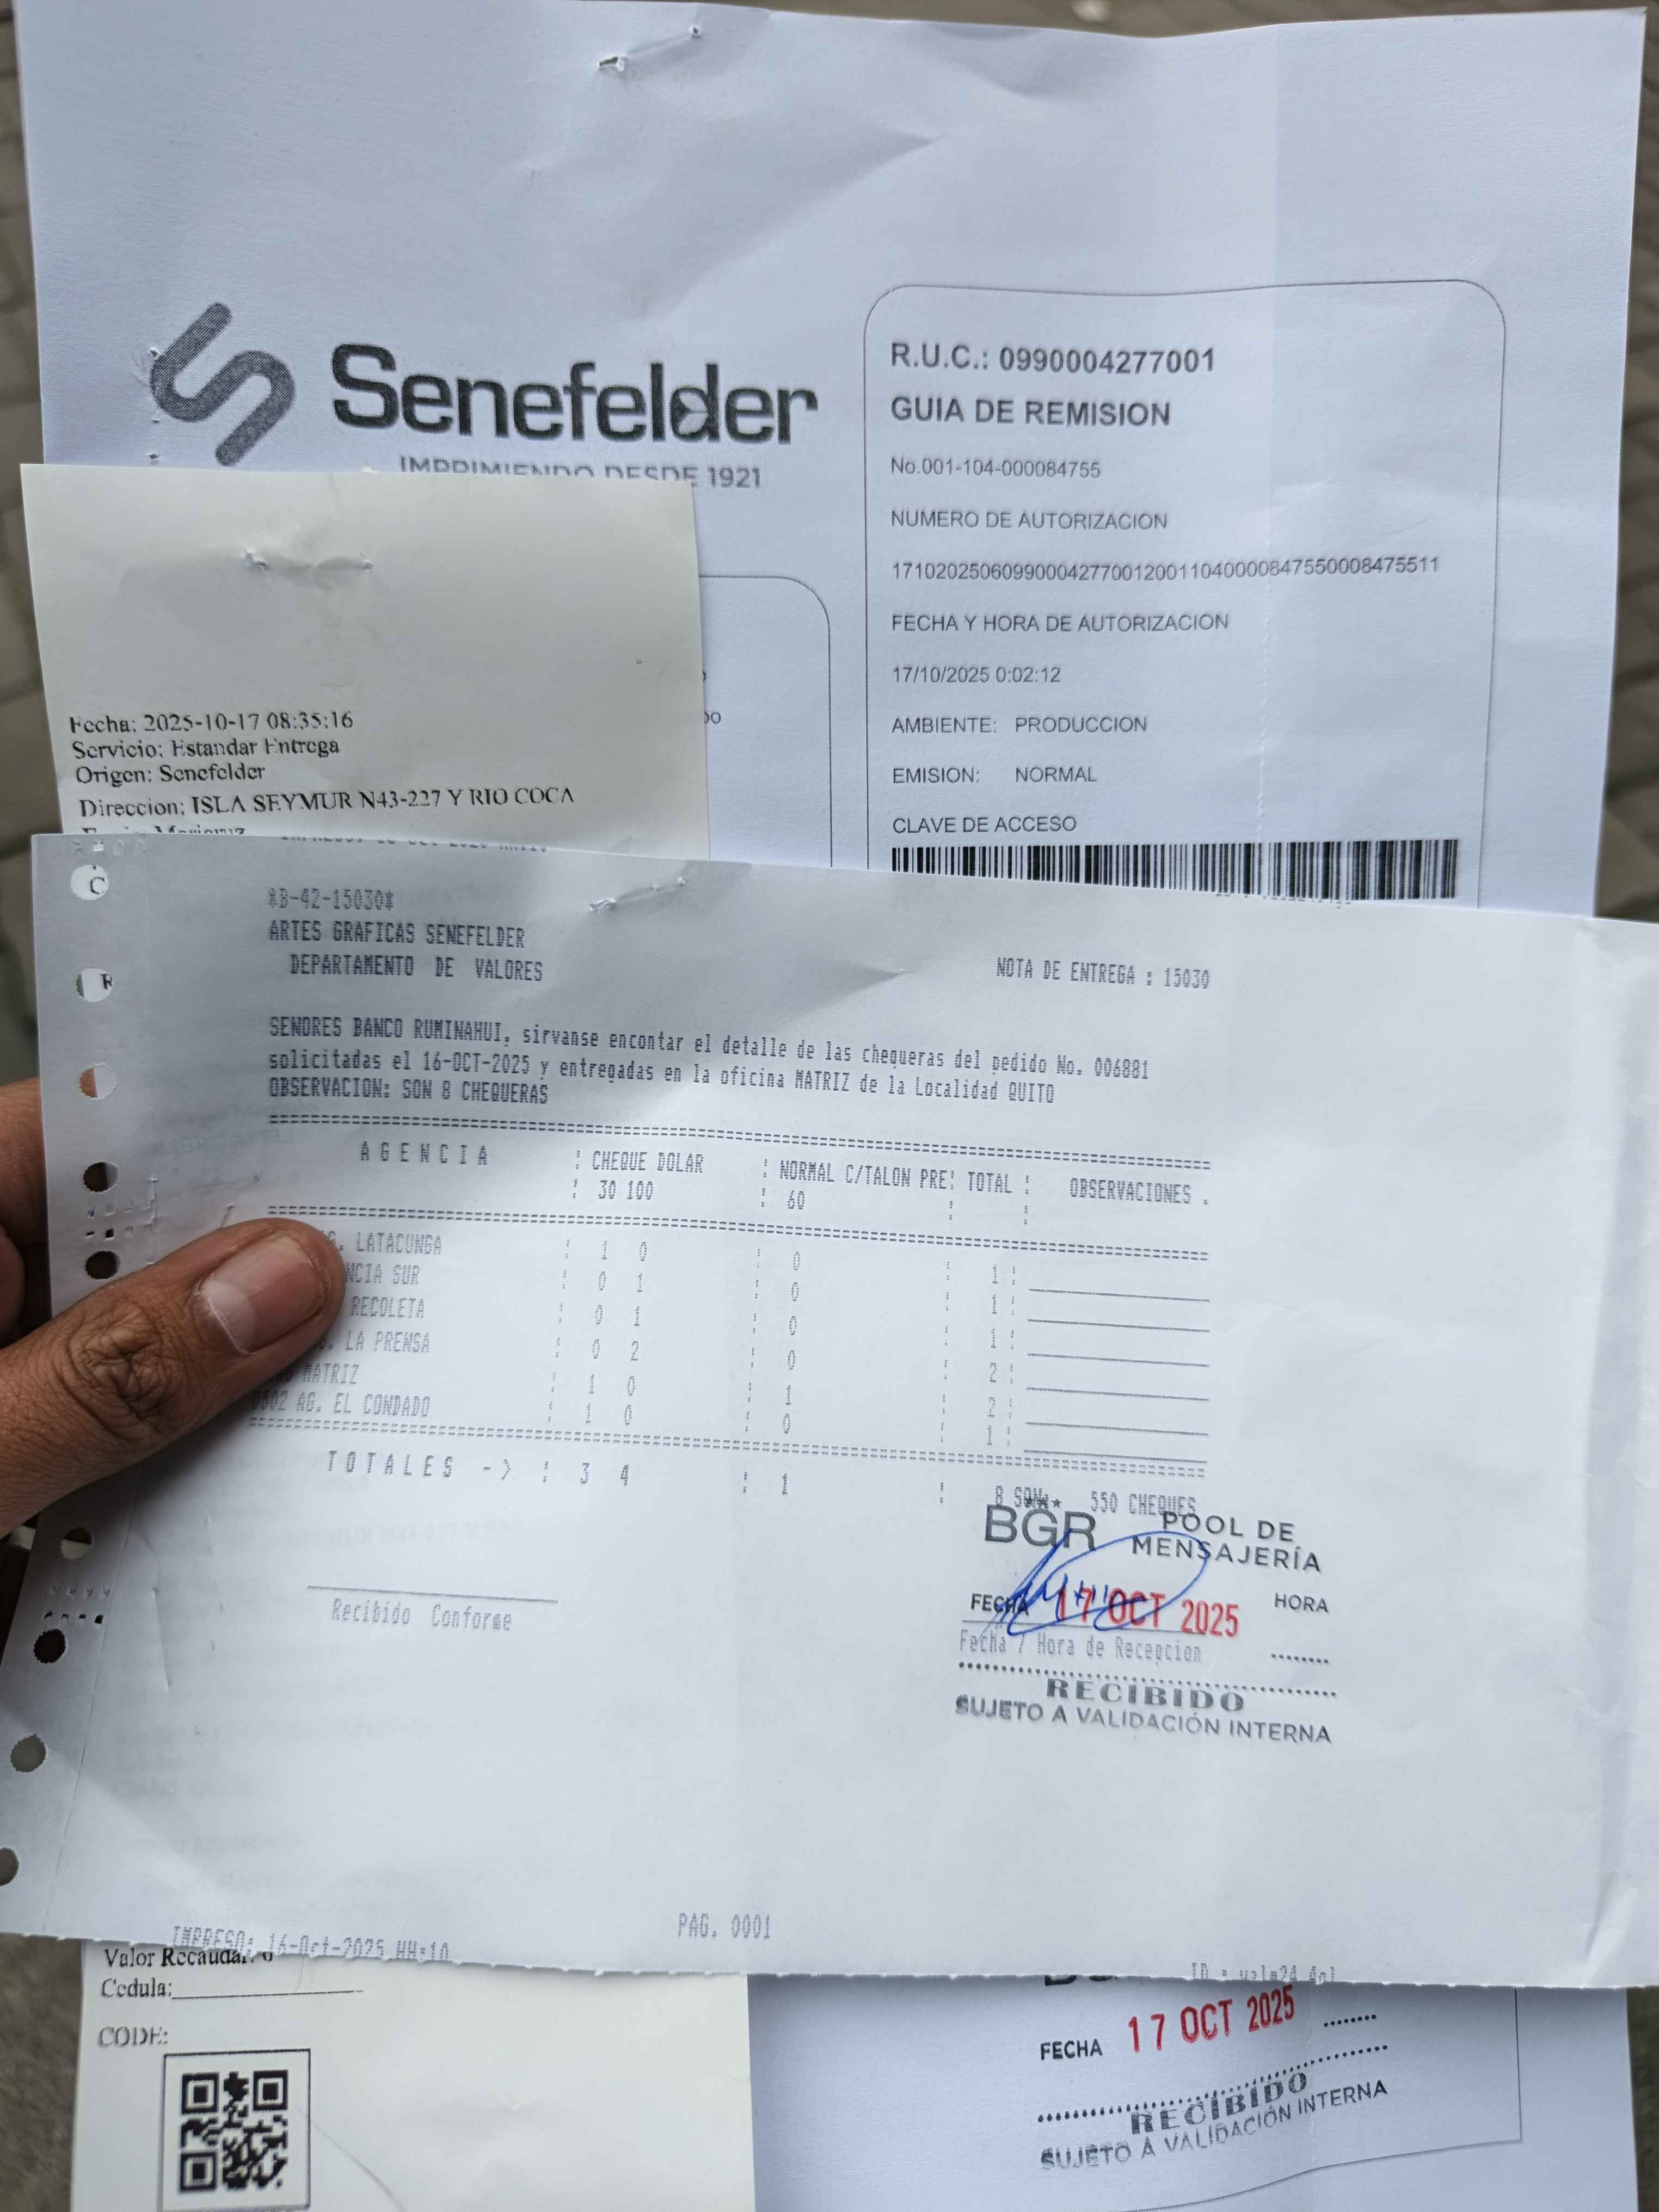 Senefelder
IMPRIMIENDO DESDE 1921
R.U.C.: 0990004277001
GUIA DE REMISION
No.001-104-000084755
NUMERO DE AUTORIZACION
1710202506099000427700120011040000847550008475511
FECHA Y HORA DE AUTORIZACION
17/10/2025 0:02:12
AMBIENTE: PRODUCCION
EMISION: NORMAL
CLAVE DE ACCESO
Fecha: 2025-10-17 08:35:16
Servicio: Estandar Entrega
Origen: Senefelder
Direccion: ISLA SEYMUR N43-227 Y RIO COCA
*B-42-15030*
ARTES GRAFICAS SENEFELDER
DEPARTAMENTO DE VALORES
NOTA DE ENTREGA : 15030
SENORES BANCO RUMINAHUI, sirvanse encontar el detalle de las chequeras del pedido No. 006881
solicitadas el 16-OCT-2025 y entregadas en la oficina MATRIZ de la Localidad QUITO
OBSERVACION: SON 8 CHEQUERAS
A G E N C I A : CHEQUE DOLAR : NORMAL C/TALON PRE: TOTAL : OBSERVACIONES .
: 30 100 : 60 : :
LATACUNGA : 1 0 : 0 : 1 :
SUR : 0 1 : 0 : 1 :
RECOLETA : 0 1 : 0 : 1 :
LA PRENSA : 0 2 : 0 : 2 :
MATRIZ : 1 0 : 1 : 2 :
AG. EL CONDADO : 1 0 : 0 : 1 :
T O T A L E S -> : 3 4 : 1 : 8 SON 550 CHEQUES
BGR POOL DE
MENSAJERÍA
FECHA 17 OCT 2025 HORA
Recibido Conforme
Fecha / Hora de Recepcion
RECIBIDO
SUJETO A VALIDACIÓN INTERNA
PAG. 0001
IMPRESO: 16-Oct-2025
Valor Recaudar: 0
Cedula:
CODE:
FECHA 17 OCT 2025
RECIBIDO
SUJETO A VALIDACIÓN INTERNA